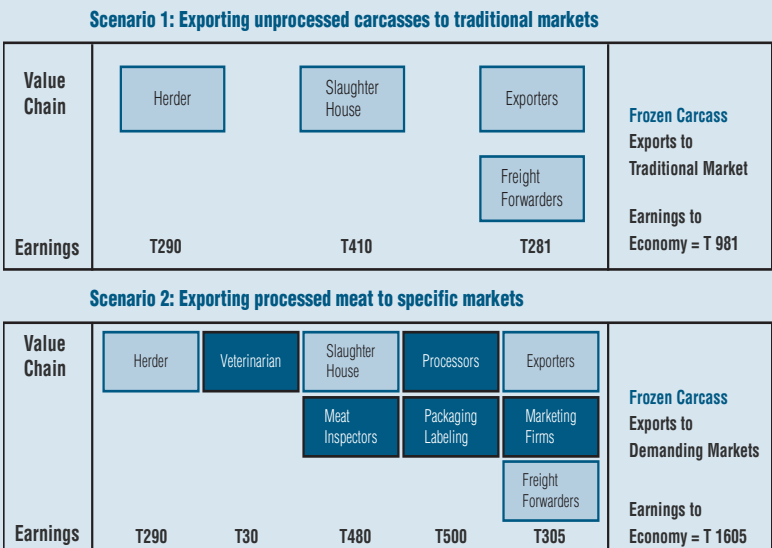 Scenario 1: Exporting unprocessed carcasses to traditional markets
Value
Chain
Herder
Slaughter
House
Exporters
Freight
Forwarders
Frozen Carcass
Exports to
Traditional Market
Earnings to
Economy = T 981
Earnings
T290
T410
T281
Scenario 2: Exporting processed meat to specific markets
Value
Chain
Herder
Veterinarian
Slaughter
House
Processors
Exporters
Meat
Inspectors
Packaging
Labeling
Marketing
Firms
Freight
Forwarders
Frozen Carcass
Exports to
Demanding Markets
Earnings to
Economy = T 1605
Earnings
T290
T30
T480
T500
T305